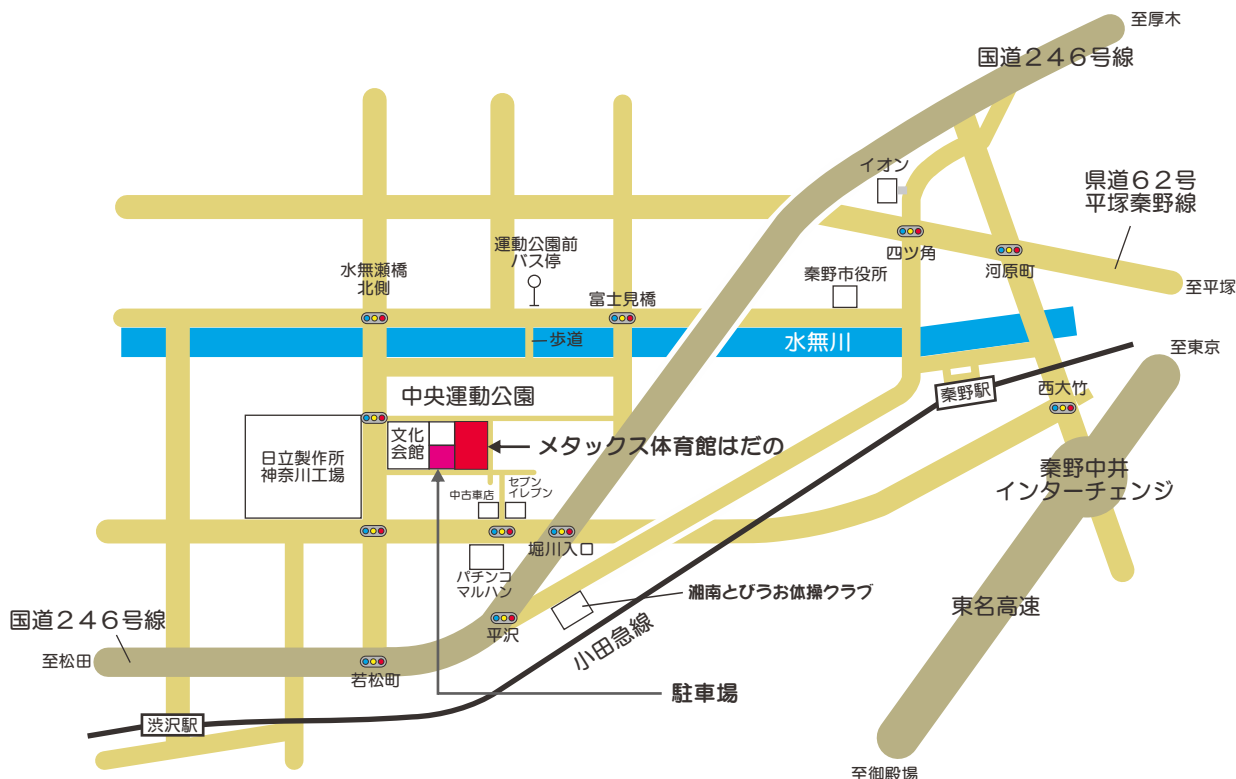 至厚木
国道２４６号線
イオン
県道６２号
平塚秦野線
四ツ角
河原町
至平塚
運動公園前
バス停
水無瀬橋
北側
秦野市役所
富士見橋
歩道
水無川
至東京
秦野駅
西大竹
中央運動公園
文化
会館
メタックス体育館はだの
日立製作所
神奈川工場
秦野中井
インターチェンジ
セブン
イレブン
中古車店
堀川入口
パチンコ
マルハン
湘南とびうお体操クラブ
東名高速
国道２４６号線
平沢
小田急線
至松田
若松町
駐車場
渋沢駅
至御殿場